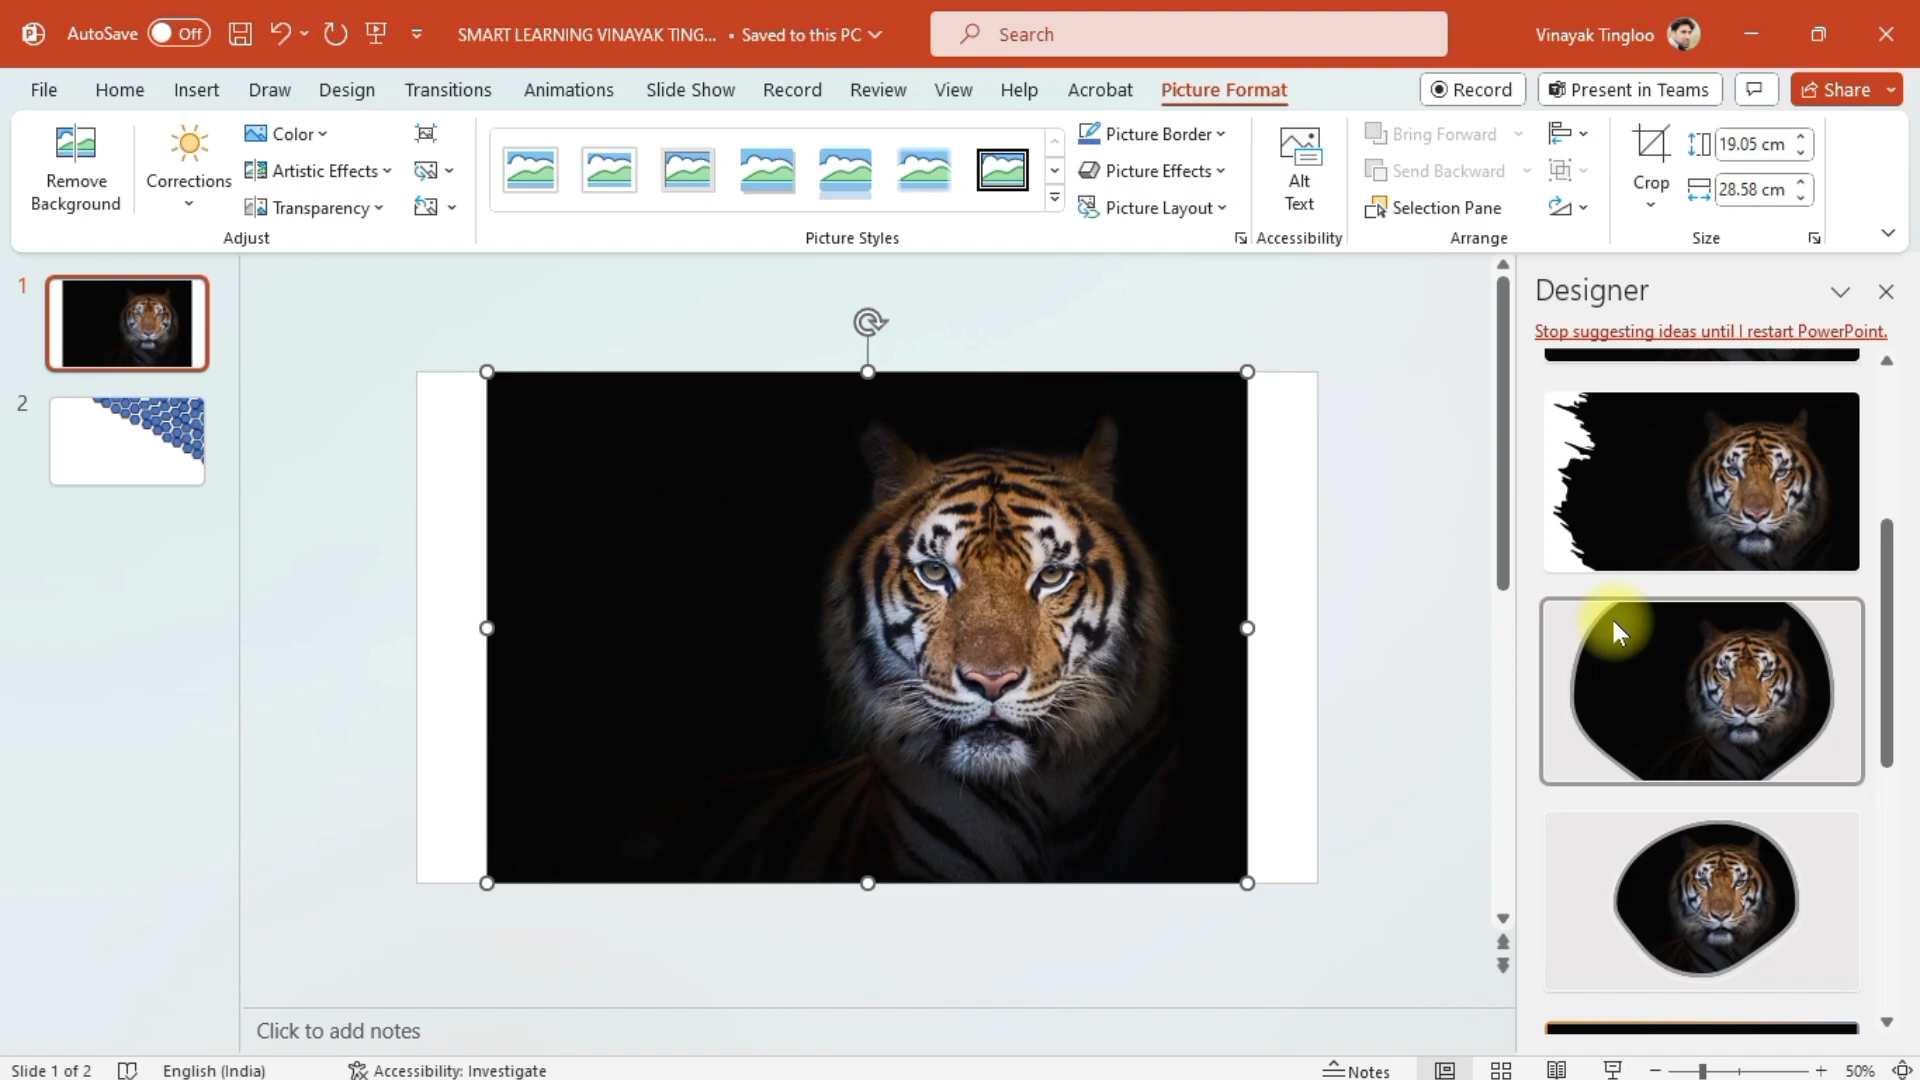 AutoSave Off SMART LEARNING VINAYAK TING... • Saved to this PC Search Vinayak Tingloo
File Home Insert Draw Design Transitions Animations Slide Show Record Review View Help Acrobat Picture Format Record Present in Teams Share
Remove Background
Corrections
Color
Artistic Effects
Transparency
Adjust
Picture Styles
Picture Border
Picture Effects
Picture Layout
Alt
Text
Accessibility
Bring Forward
Send Backward
Selection Pane
Arrange
Crop
19.05 cm
28.58 cm
Size
1
2
Designer
Stop suggesting ideas until I restart PowerPoint.
Click to add notes
Slide 1 of 2 English (India) Accessibility: Investigate Notes 50%